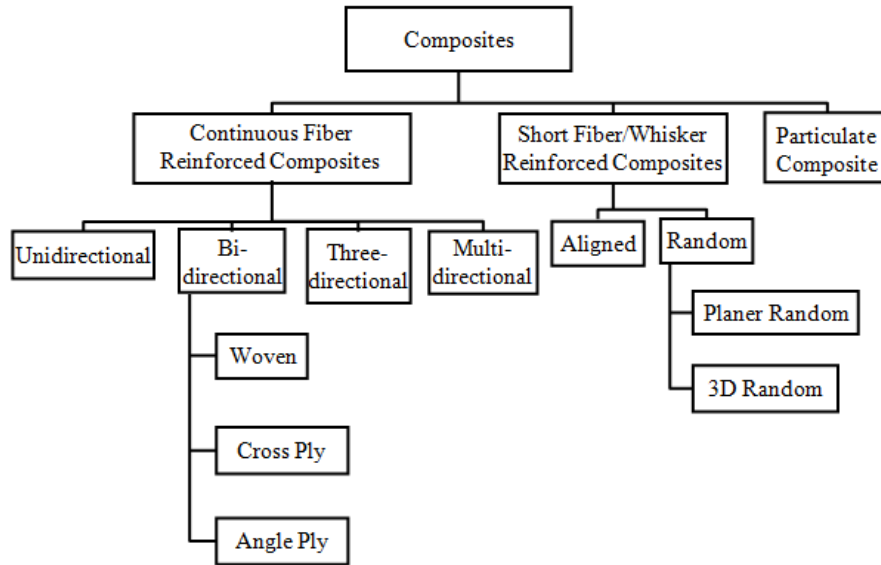 Composites
Continuous Fiber
Reinforced Composites
Short Fiber/Whisker
Reinforced Composites
Particulate
Composite
Unidirectional
Bi-
directional
Three-
directional
Multi-
directional
Aligned
Random
Planer Random
3D Random
Woven
Cross Ply
Angle Ply